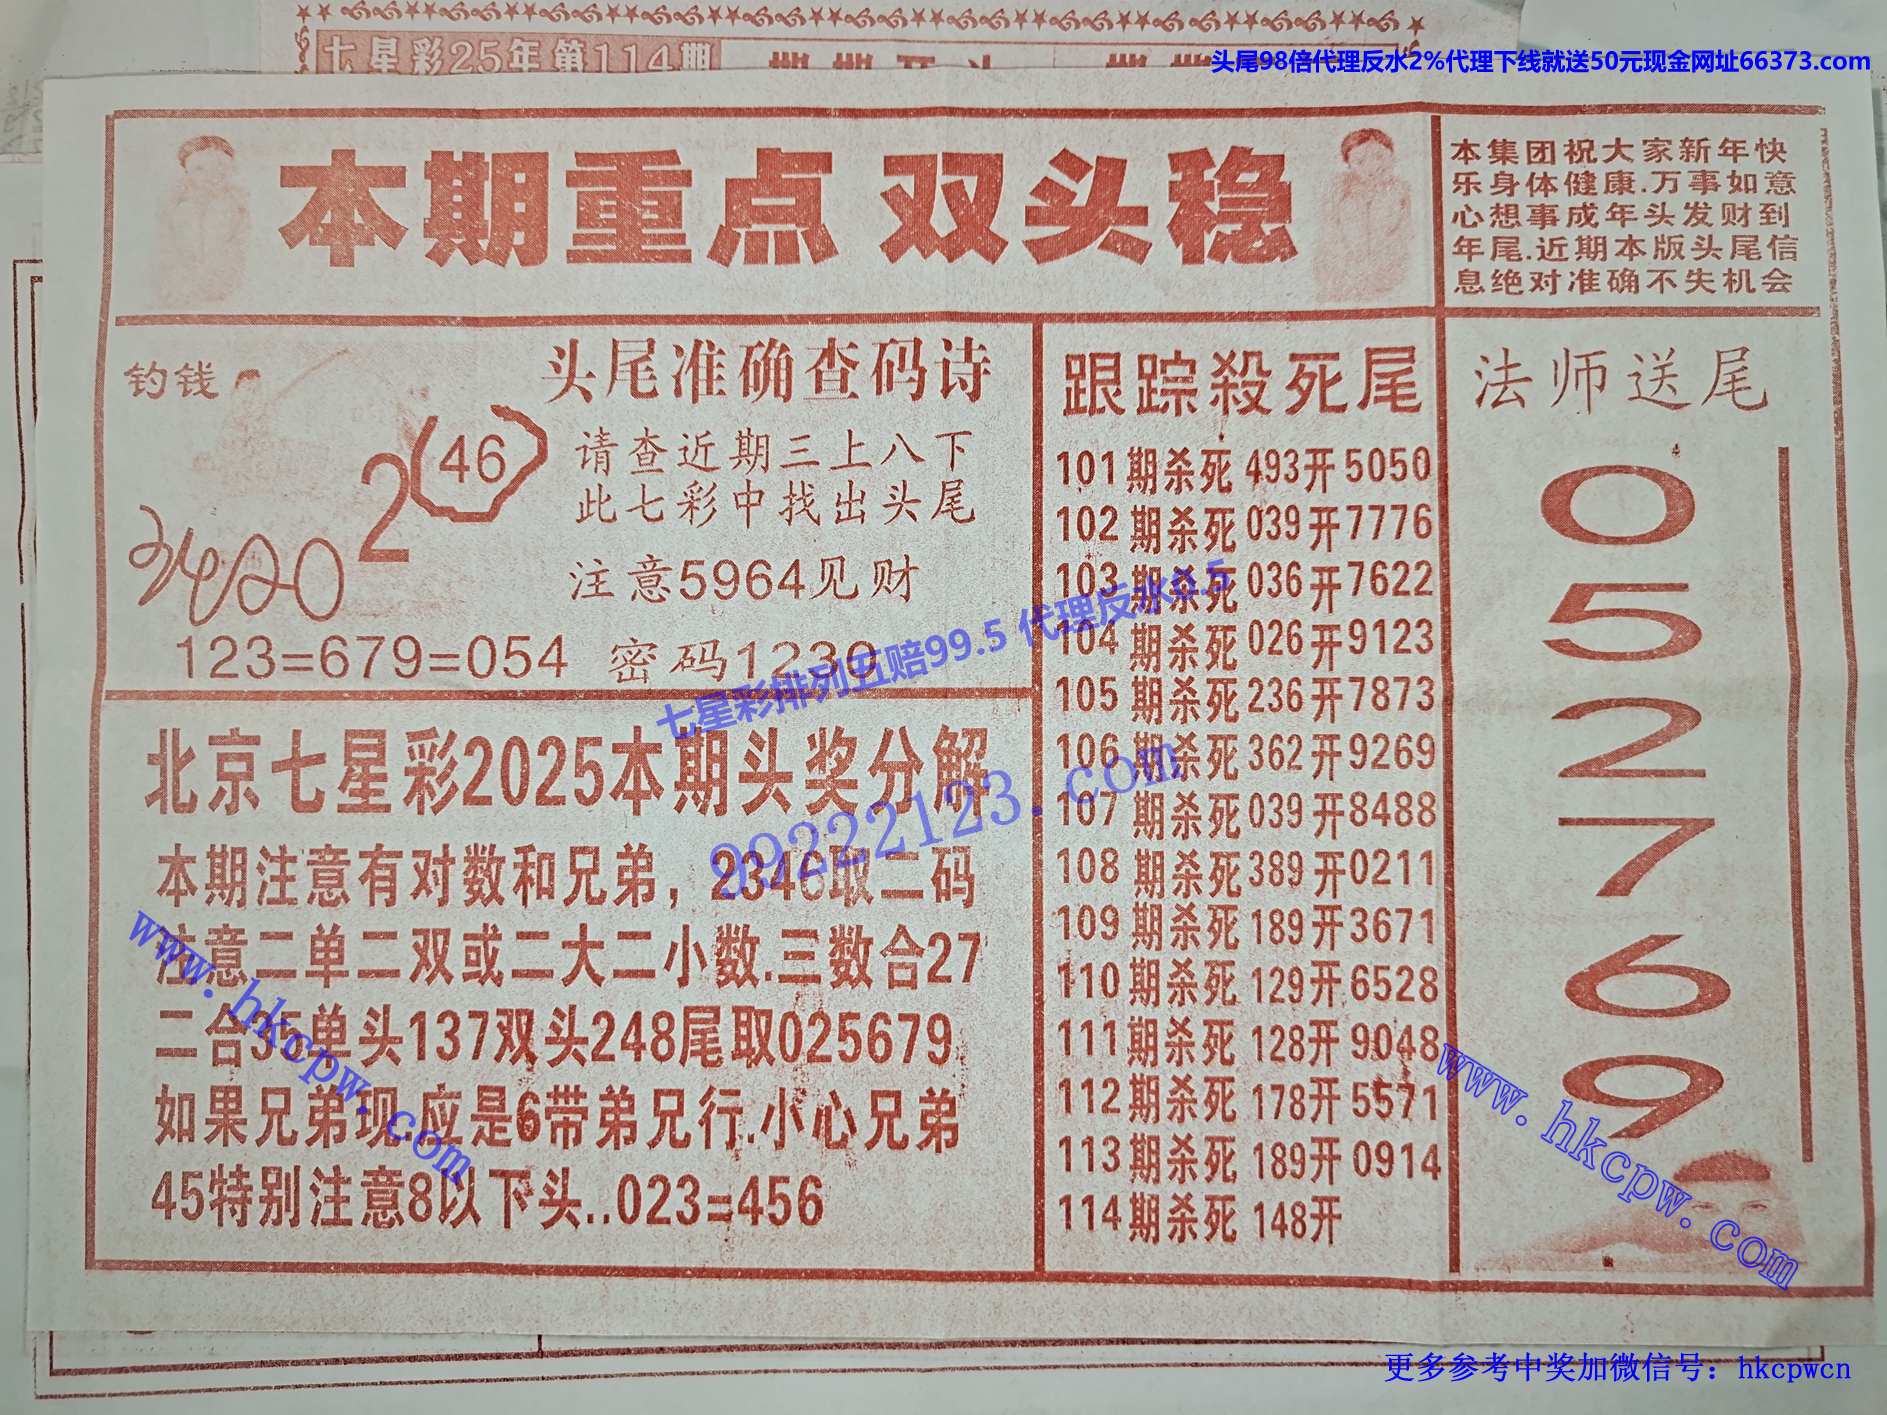 七星彩25年第114期
头尾98倍代理反水2%代理下线就送50元现金网址66373.com
本期重点 双头稳
本集团祝大家新年快
乐身体健康.万事如意
心想事成年头发财到
年尾.近期本版头尾信
息绝对准确不失机会
钓钱
2
(46)
2420
123=679=054
头尾准确查码诗
请查近期三上八下
此七彩中找出头尾
注意5964见财
密码1230
北京七星彩2025本期头奖分解
本期注意有对数和兄弟，2346取二码
注意二单二双或二大二小数.三数合27
二合35单头137双头248尾取025679
如果兄弟现.应是6带弟兄行.小心兄弟
45特别注意8以下头..023=456
跟踪殺死尾
101期杀死493开5050
102期杀死039开7776
103期杀死036开7622
104期杀死026开9123
105期杀死236开7873
106期杀死362开9269
107期杀死039开8488
108期杀死389开0211
109期杀死189开3671
110期杀死129开6528
111期杀死128开9048
112期杀死178开5571
113期杀死189开0914
114期杀死148开
法师送尾
0
5
2
7
6
9
七星彩排列五赔99.5 代理反水0.5
99222123.com
www.hkcpw.com
www.hkcpw.com
更多参考中奖加微信号：hkcpwcn